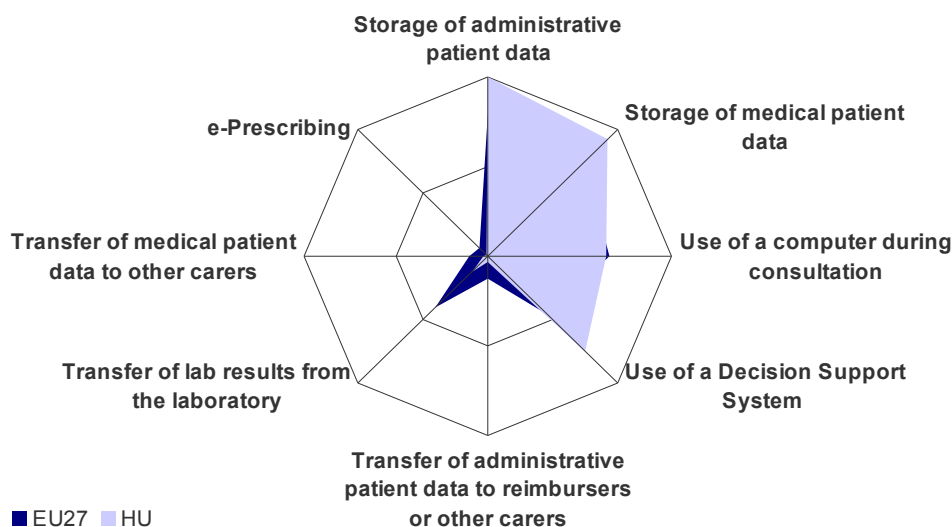 Storage of administrative
patient data
Storage of medical patient
data
Use of a computer during
consultation
Use of a Decision Support
System
Transfer of administrative
patient data to reimbursers
or other carers
Transfer of lab results from
the laboratory
Transfer of medical patient
data to other carers
e-Prescribing
EU27 HU